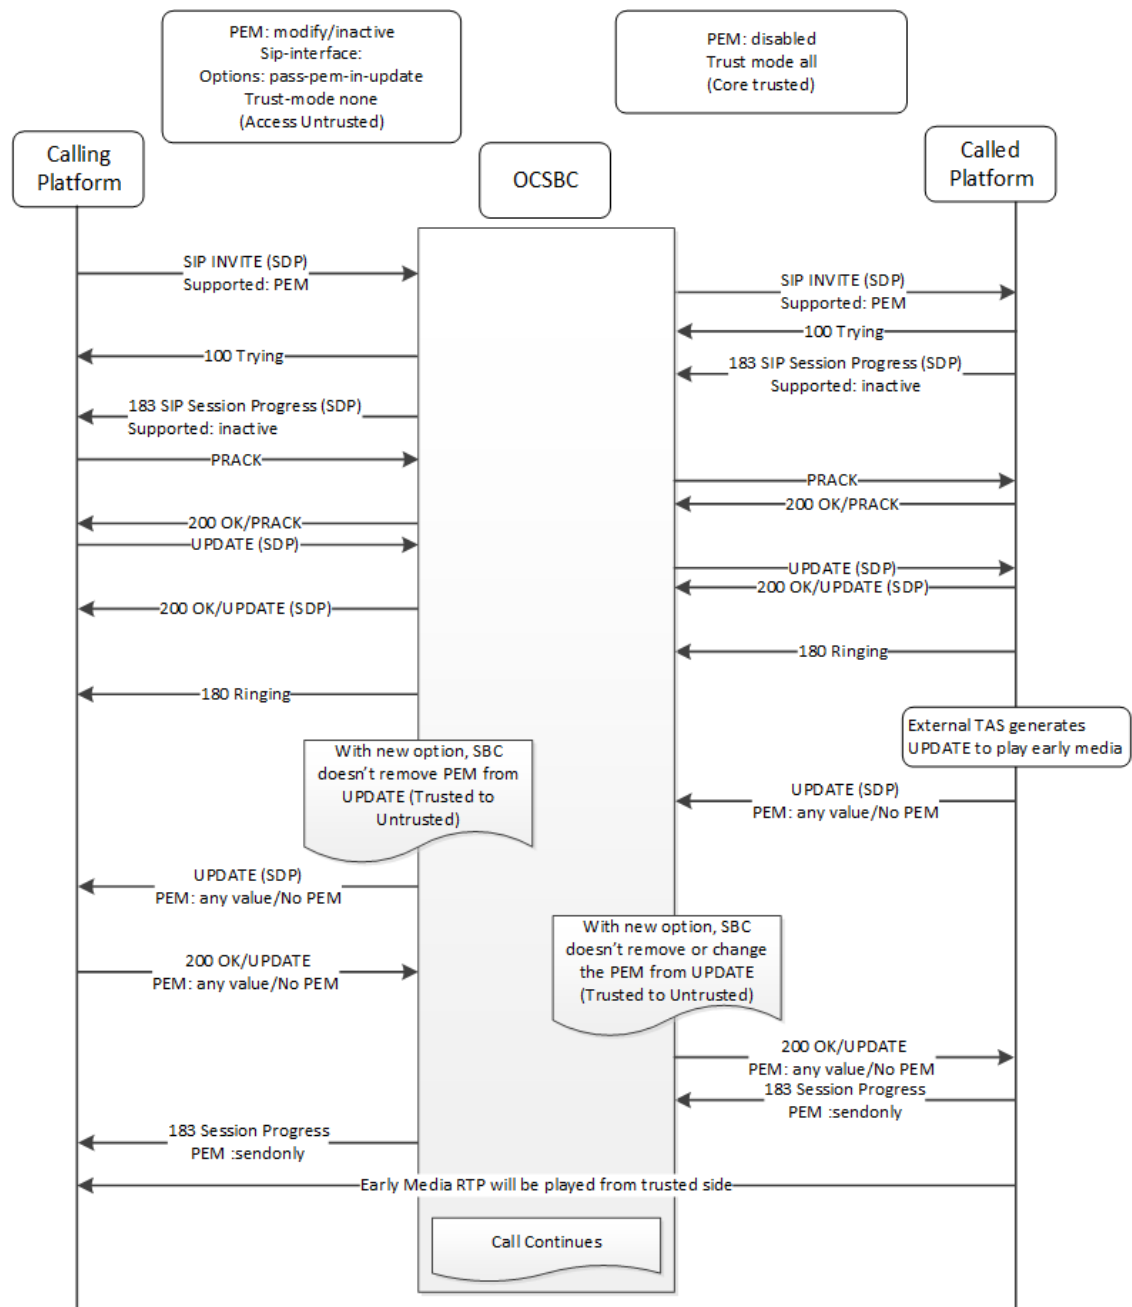 PEM: modify/inactive
Sip-interface:
Options: pass-pem-in-update
Trust-mode none
(Access Untrusted)
PEM: disabled
Trust mode all
(Core trusted)
Calling
Platform
OCSBC
Called
Platform
SIP INVITE (SDP)
Supported: PEM
SIP INVITE (SDP)
Supported: PEM
100 Trying
100 Trying
183 SIP Session Progress (SDP)
Supported: inactive
183 SIP Session Progress (SDP)
Supported: inactive
PRACK
PRACK
200 OK/PRACK
200 OK/PRACK
UPDATE (SDP)
UPDATE (SDP)
200 OK/UPDATE (SDP)
200 OK/UPDATE (SDP)
180 Ringing
180 Ringing
External TAS generates
UPDATE to play early media
With new option, SBC
doesn't remove PEM from
UPDATE (Trusted to
Untrusted)
UPDATE (SDP)
PEM: any value/No PEM
UPDATE (SDP)
PEM: any value/No PEM
With new option, SBC
doesn't remove or change
the PEM from UPDATE
(Trusted to Untrusted)
200 OK/UPDATE
PEM: any value/No PEM
200 OK/UPDATE
PEM: any value/No PEM
183 Session Progress
PEM :sendonly
183 Session Progress
PEM :sendonly
Early Media RTP will be played from trusted side
Call Continues